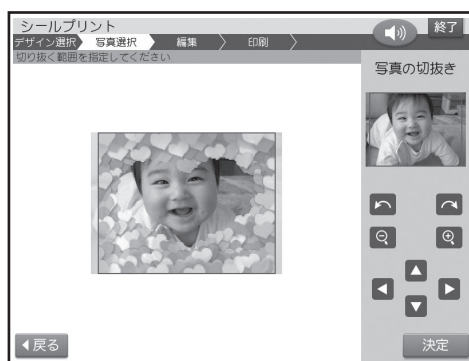 シールプリント
終了
デザイン選択 写真選択 編集 印刷
切り抜く範囲を指定してください
写真の切抜き
戻る
決定